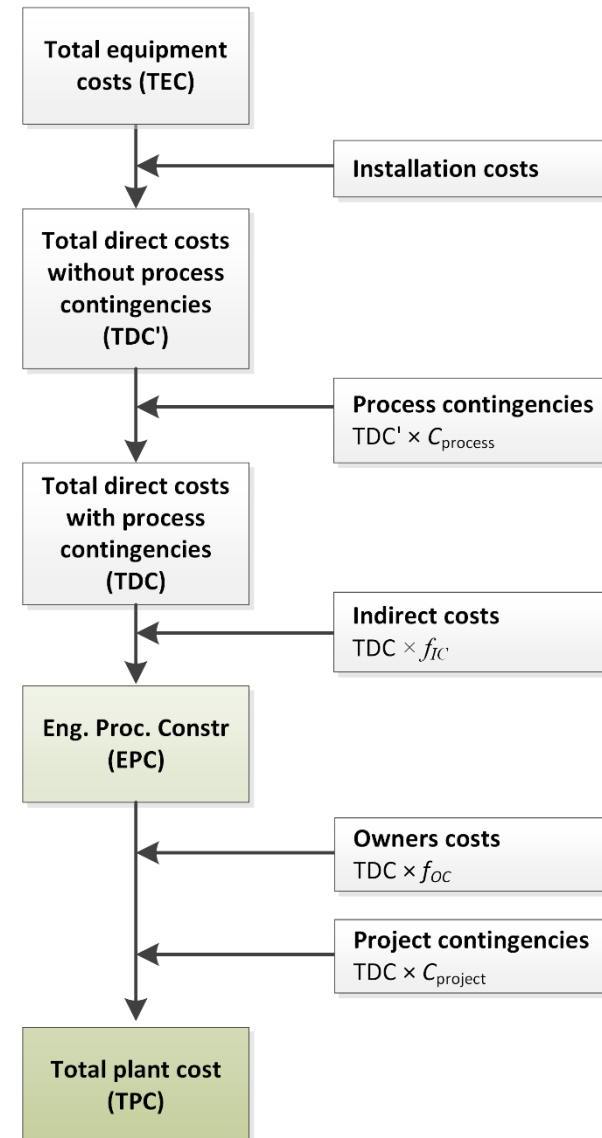 Total equipment
costs (TEC)
Installation costs
Total direct costs
without process
contingencies
(TDC')
Process contingencies
TDC' × Cprocess
Total direct costs
with process
contingencies
(TDC)
Indirect costs
TDC × fIC
Eng. Proc. Constr
(EPC)
Owners costs
TDC × fOC
Project contingencies
TDC × Cproject
Total plant cost
(TPC)